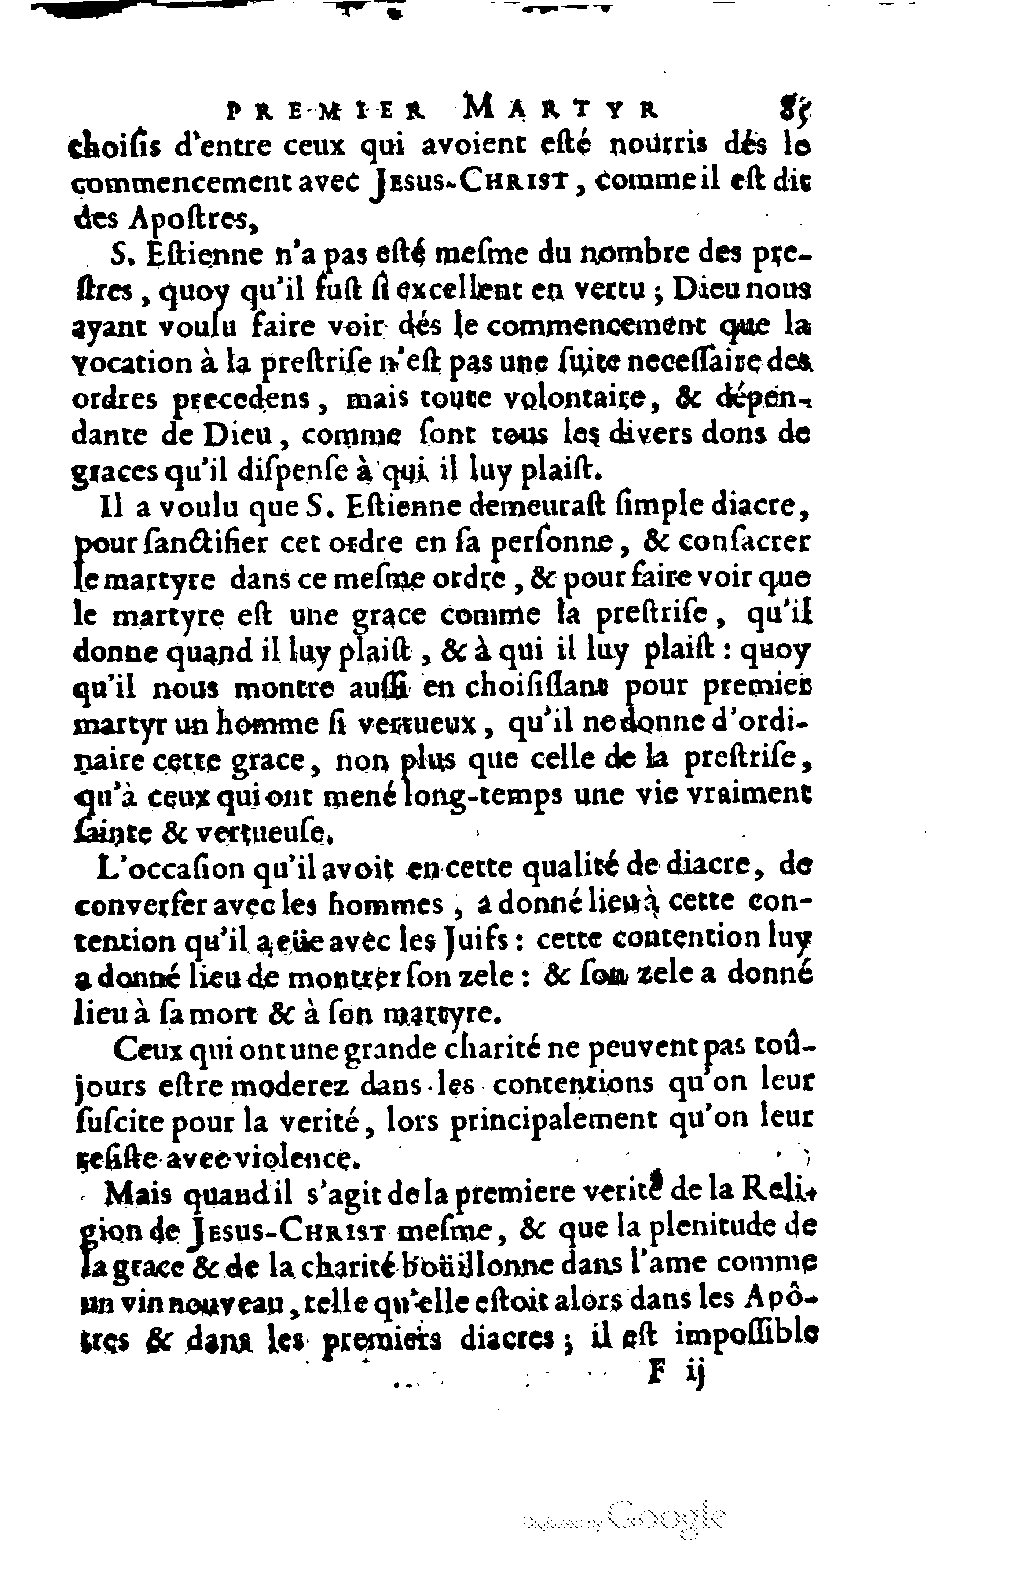 PREMIER MARTYR 85
choiſis d'entre ceux qui avoient eſté nourris dés le
commencement avec JESUS-CHRIST, comme il eſt dit
des Apoſtres,
S. Eſtienne n'a pas eſté meſme du nombre des pre-
ſtres, quoy qu'il fuſt ſi excellent en vertu ; Dieu nous
ayant voulu faire voir dés le commencement que la
vocation à la preſtriſe n'eſt pas une ſuite neceſſaire des
ordres precedens, mais toute volontaire, & dépen-
dante de Dieu, comme ſont tous les divers dons de
graces qu'il diſpenſe à qui il luy plaiſt.
Il a voulu que S. Eſtienne demeuraſt ſimple diacre,
pour ſanctifier cet ordre en ſa perſonne, & conſacrer
le martyre dans ce meſme ordre, & pour faire voir que
le martyre eſt une grace comme la preſtriſe, qu'il
donne quand il luy plaiſt, & à qui il luy plaiſt : quoy
qu'il nous montre auſſi en choiſiſſant pour premier
martyr un homme ſi vertueux, qu'il ne donne d'ordi-
naire cette grace, non plus que celle de la preſtriſe,
qu'à ceux qui ont mené long-temps une vie vraiment
ſainte & vertueuſe.
L'occaſion qu'il avoit en cette qualité de diacre, de
converſer avec les hommes, a donné lieu à cette con-
tention qu'il a eüe avec les Juifs : cette contention luy
a donné lieu de montrer ſon zele : & ſon zele a donné
lieu à ſa mort & à ſon martyre.
Ceux qui ont une grande charité ne peuvent pas toû-
jours eſtre moderez dans les contentions qu'on leur
ſuſcite pour la verité, lors principalement qu'on leur
reſiſte avec violence.
Mais quand il s'agit de la premiere verité de la Reli-
gion de JESUS-CHRIST meſme, & que la plenitude de
la grace & de la charité boüillonne dans l'ame comme
un vin nouveau, telle qu'elle eſtoit alors dans les Apô-
tres & dans les premiers diacres ; il eſt impoſſible
F ij
Digitized by Google